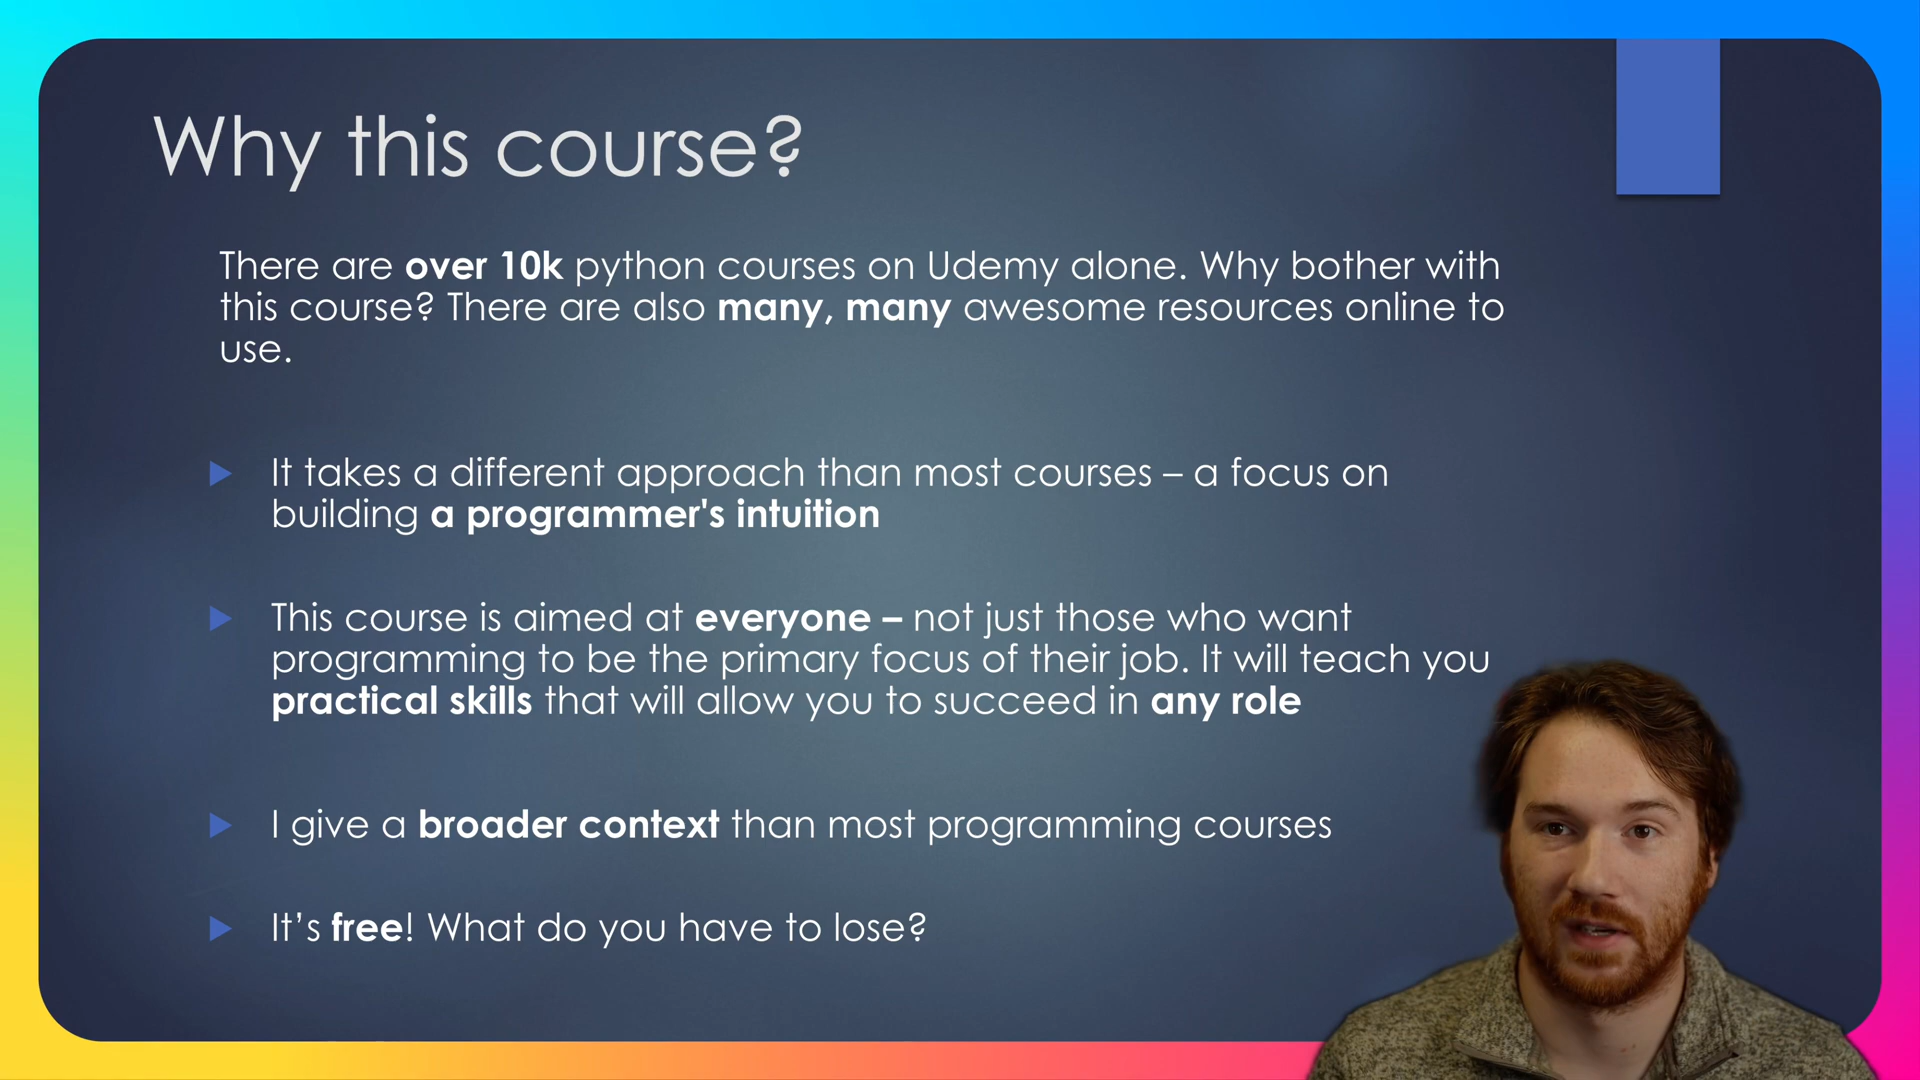 Why this course?
There are over 10k python courses on Udemy alone. Why bother with
this course? There are also many, many awesome resources online to
use.
It takes a different approach than most courses – a focus on
building a programmer's intuition
This course is aimed at everyone – not just those who want
programming to be the primary focus of their job. It will teach you
practical skills that will allow you to succeed in any role
I give a broader context than most programming courses
It’s free! What do you have to lose?